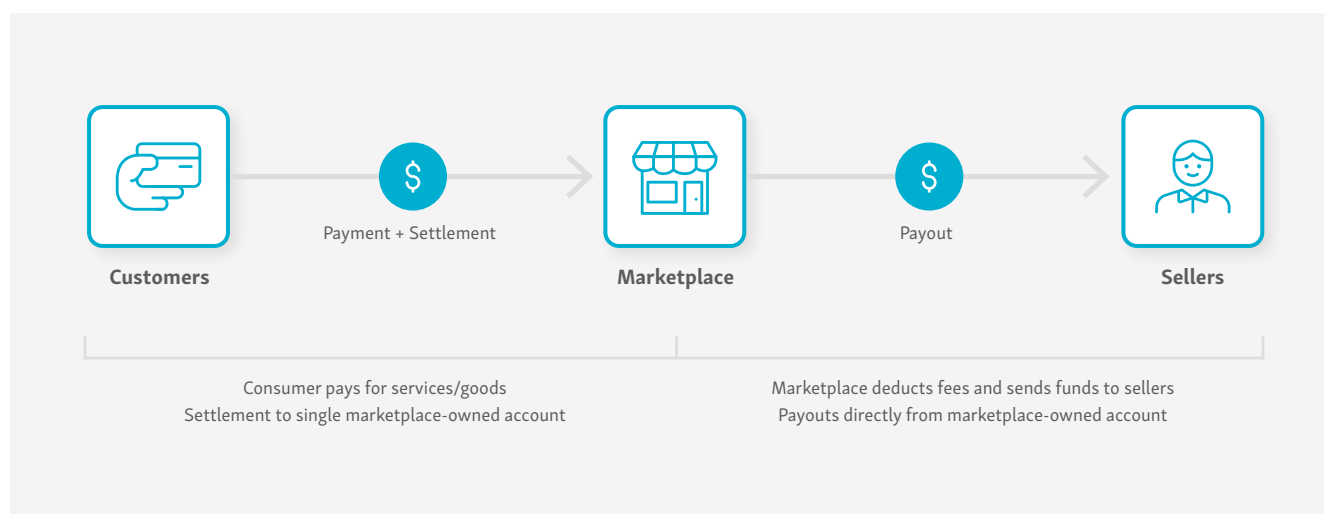 $
$
Payment + Settlement
Payout
Customers
Marketplace
Sellers
Consumer pays for services/goods
Settlement to single marketplace-owned account
Marketplace deducts fees and sends funds to sellers
Payouts directly from marketplace-owned account